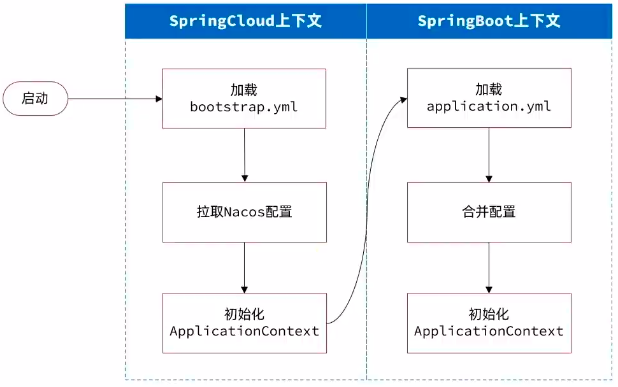 SpringCloud上下文
SpringBoot上下文
启动
加载
bootstrap.yml
拉取Nacos配置
初始化
ApplicationContext
加载
application.yml
合并配置
初始化
ApplicationContext